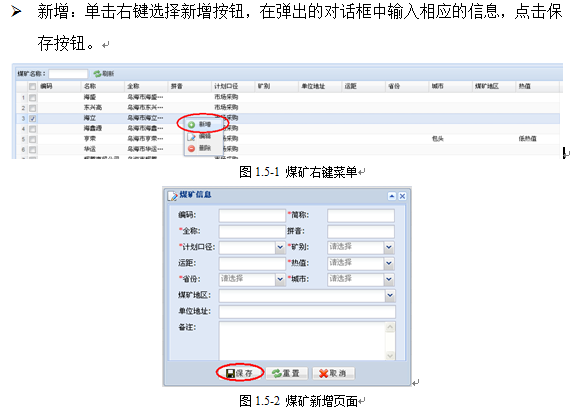 ➢ 新增：单击右键选择新增按钮，在弹出的对话框中输入相应的信息，点击保
存按钮。
煤矿名称： 刷新
编码 名称 全称 拼音 计划口径 矿别 单位地址 运距 省份 城市 煤矿地区 热值
1 海盛 乌海市海盛… 市场采购
2 东兴高 乌海市东兴… 市场采购
3 海立 乌海市海立… 市场采购
4 海鑫源 乌海市海鑫… 市场采购
5 亨荣 乌海市亨荣… 市场采购 包头 低热值
6 华运 乌海市华运… 市场采购
新增
编辑
删除
图 1.5-1 煤矿右键菜单
煤矿信息
编码： *简称：
*全称： 拼音：
*计划口径： *矿别： 请选择
运距： *热值： 请选择
*省份： 请选择 *城市： 请选择
煤矿地区：
单位地址：
备注：
保存 重置 取消
图 1.5-2 煤矿新增页面